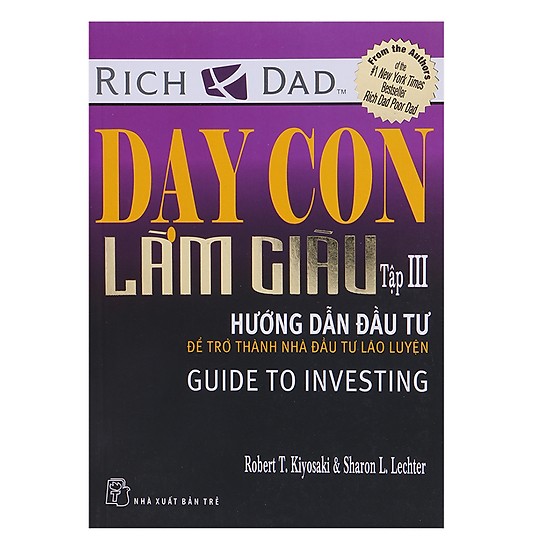 RICH DAD™
From the Authors
of the
#1 New York Times
Bestseller
Rich Dad Poor Dad
DẠY CON
LÀM GIÀU
Tập III
HƯỚNG DẪN ĐẦU TƯ
ĐỂ TRỞ THÀNH NHÀ ĐẦU TƯ LÃO LUYỆN
GUIDE TO INVESTING
Robert T. Kiyosaki & Sharon L. Lechter
NHÀ XUẤT BẢN TRẺ